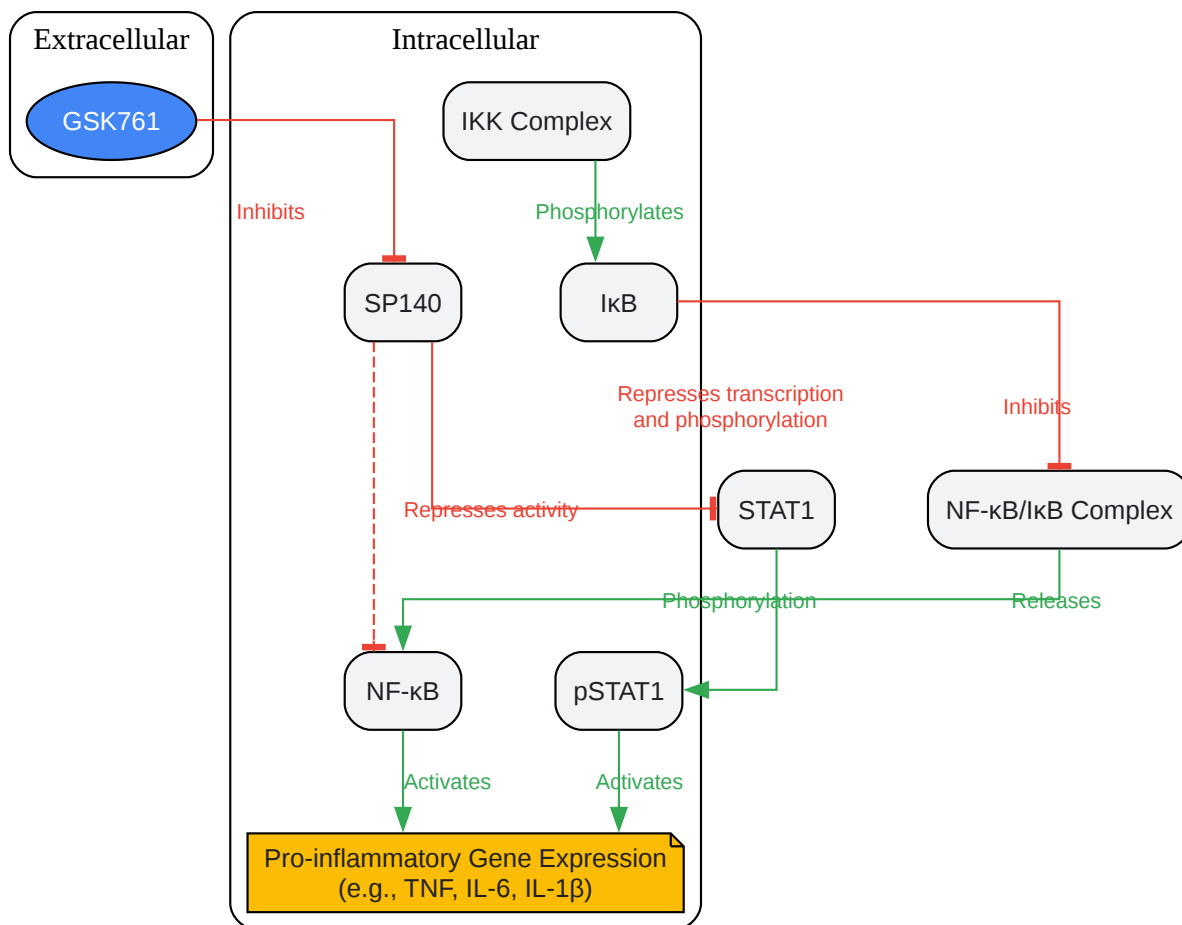 Extracellular
Intracellular
GSK761
IKK Complex
Inhibits
Phosphorylates
SP140
IκB
Represses transcription
and phosphorylation
Inhibits
Represses activity
STAT1
NF-κB/IκB Complex
Phosphorylation
Releases
NF-κB
pSTAT1
Activates
Activates
Pro-inflammatory Gene Expression
(e.g., TNF, IL-6, IL-1β)